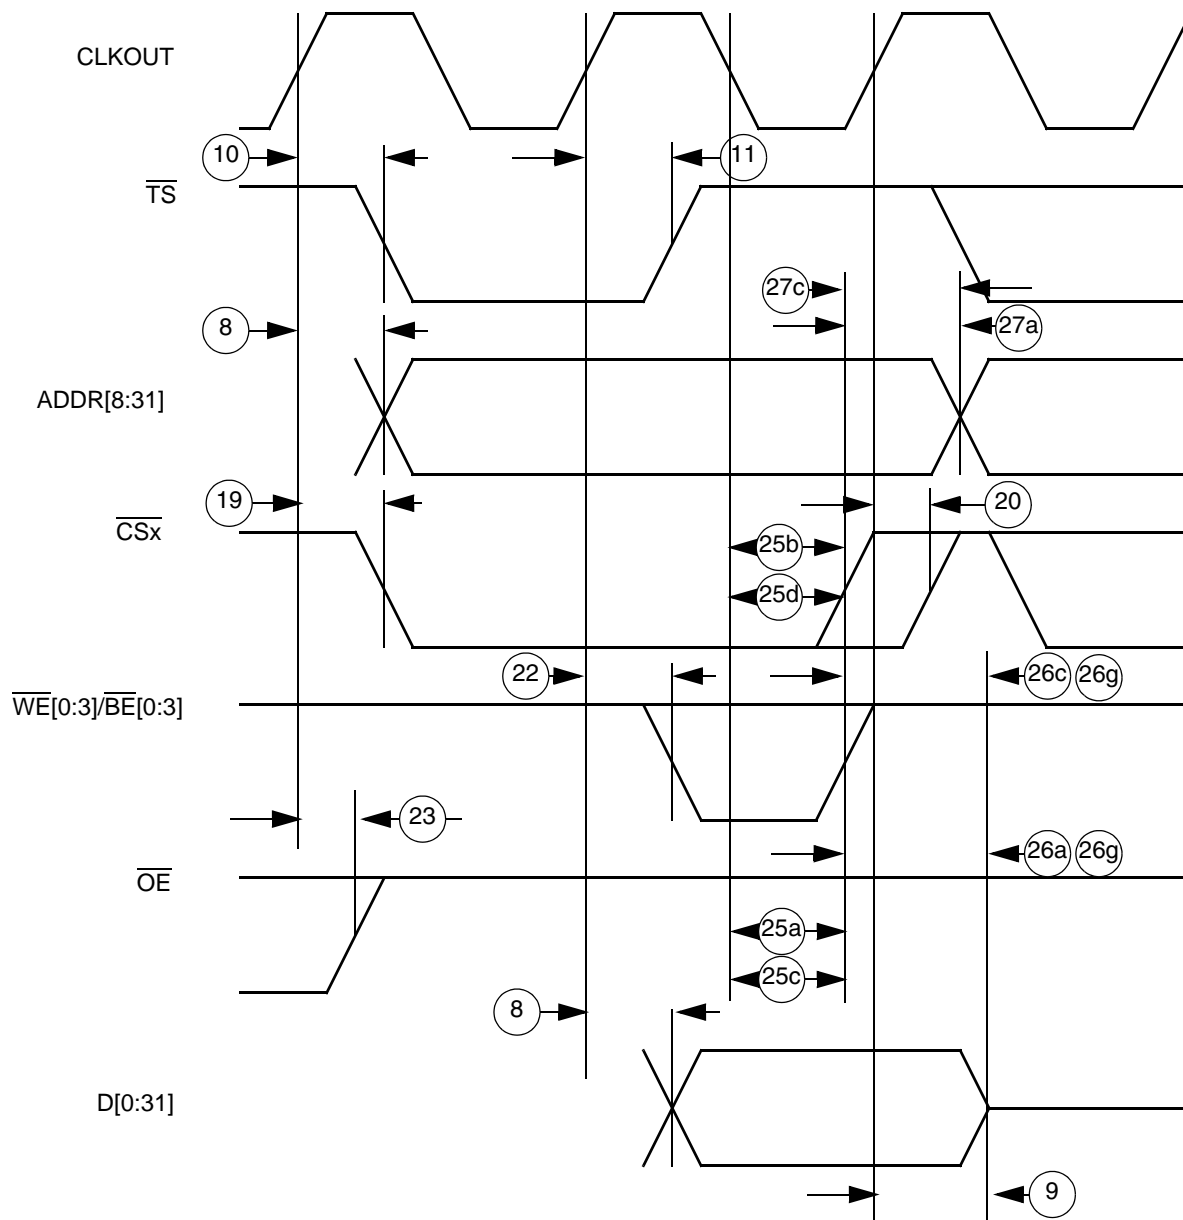 CLKOUT
10 11
TS
27c
8 27a
ADDR[8:31]
19 20
CSx
25b
25d
22 26c 26g
WE[0:3]/BE[0:3]
23
26a 26g
OE
25a
25c
8
D[0:31]
9